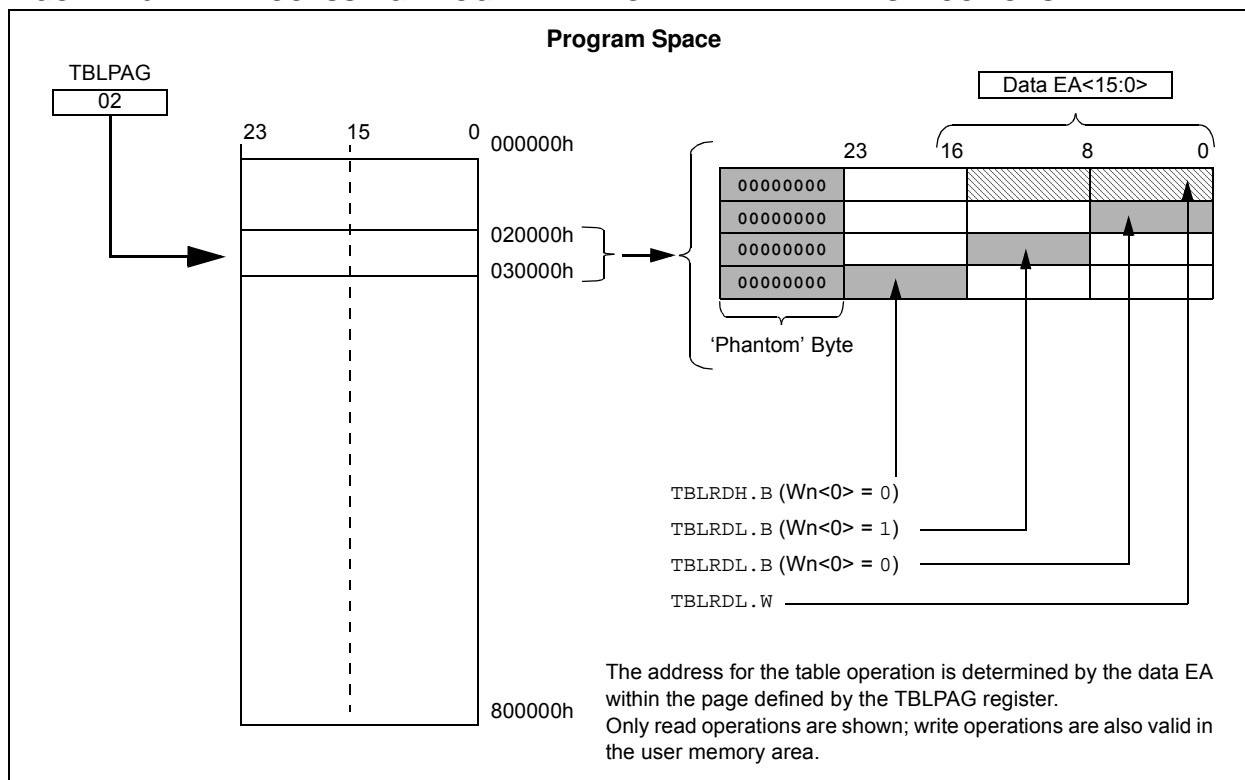 Program Space
TBLPAG
02
Data EA<15:0>
23 15 0
000000h
020000h
030000h
800000h
23 16 8 0
00000000
00000000
00000000
00000000
‘Phantom’ Byte
TBLRDH.B (Wn<0> = 0)
TBLRDL.B (Wn<0> = 1)
TBLRDL.B (Wn<0> = 0)
TBLRDL.W
The address for the table operation is determined by the data EA
within the page defined by the TBLPAG register.
Only read operations are shown; write operations are also valid in
the user memory area.